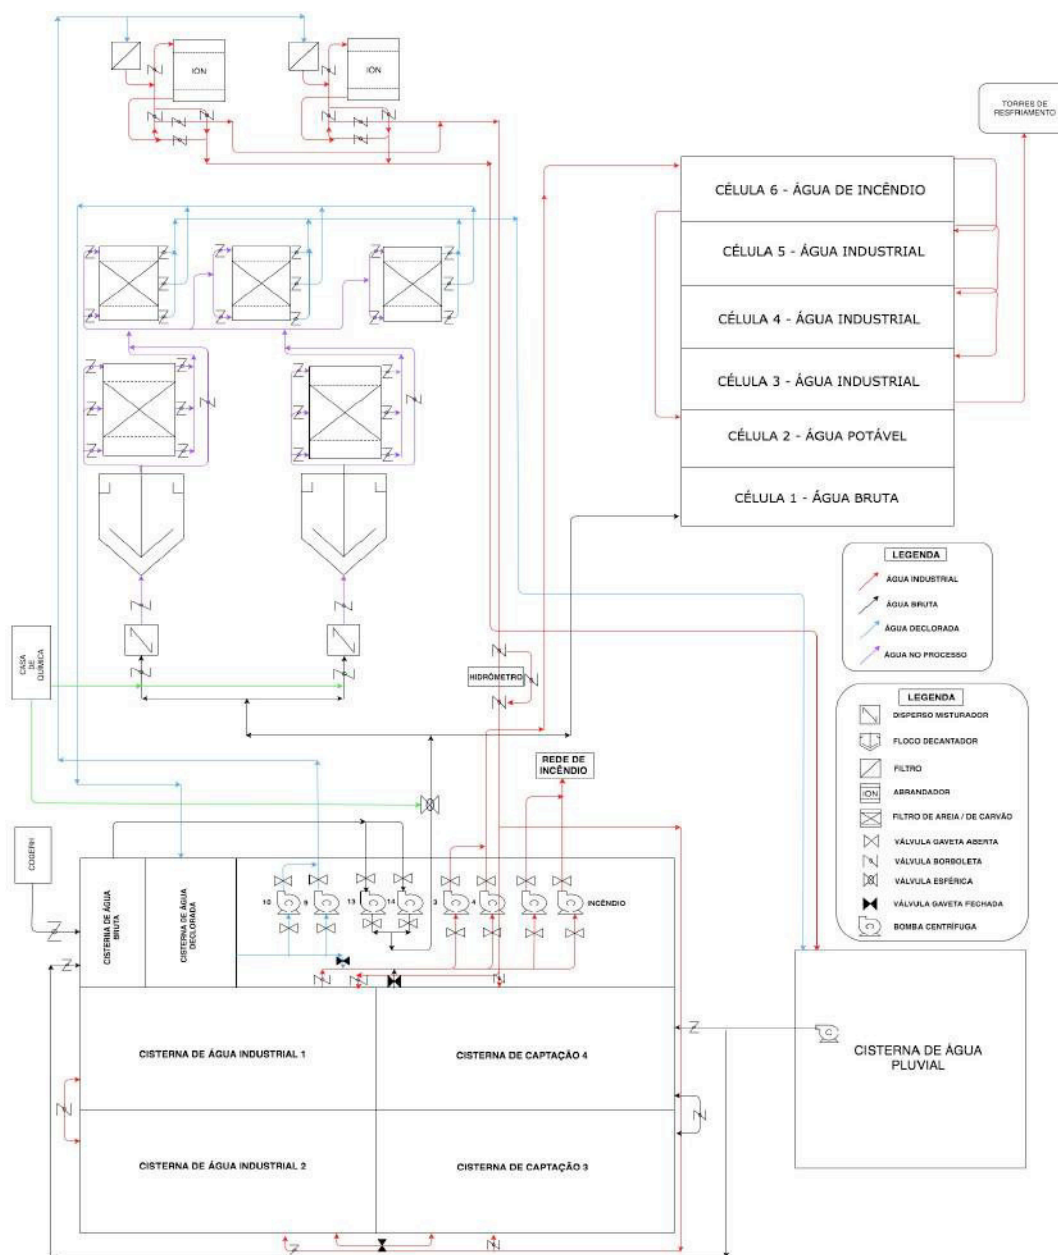 ION
ION
TORRES DE
RESFRIAMENTO
CÉLULA 6 - ÁGUA DE INCÊNDIO
CÉLULA 5 - ÁGUA INDUSTRIAL
CÉLULA 4 - ÁGUA INDUSTRIAL
CÉLULA 3 - ÁGUA INDUSTRIAL
CÉLULA 2 - ÁGUA POTÁVEL
CÉLULA 1 - ÁGUA BRUTA
LEGENDA
ÁGUA INDUSTRIAL
ÁGUA BRUTA
ÁGUA DECLORADA
ÁGUA NO PROCESSO
CASA
DE
QUÍMICA
HIDRÔMETRO
LEGENDA
DISPERSO MISTURADOR
FLOCO DECANTADOR
FILTRO
ION
ABRANDADOR
FILTRO DE AREIA / DE CARVÃO
VÁLVULA GAVETA ABERTA
VÁLVULA BORBOLETA
VÁLVULA ESFÉRICA
VÁLVULA GAVETA FECHADA
C
BOMBA CENTRÍFUGA
REDE DE
INCÊNDIO
COGERH
CISTERNA DE ÁGUA
BRUTA
CISTERNA DE ÁGUA
DECLORADA
10
C
9
C
13
C
14
C
3
C
4
C
C
C
INCÊNDIO
CISTERNA DE ÁGUA INDUSTRIAL 1
CISTERNA DE CAPTAÇÃO 4
C
CISTERNA DE ÁGUA
PLUVIAL
CISTERNA DE ÁGUA INDUSTRIAL 2
CISTERNA DE CAPTAÇÃO 3